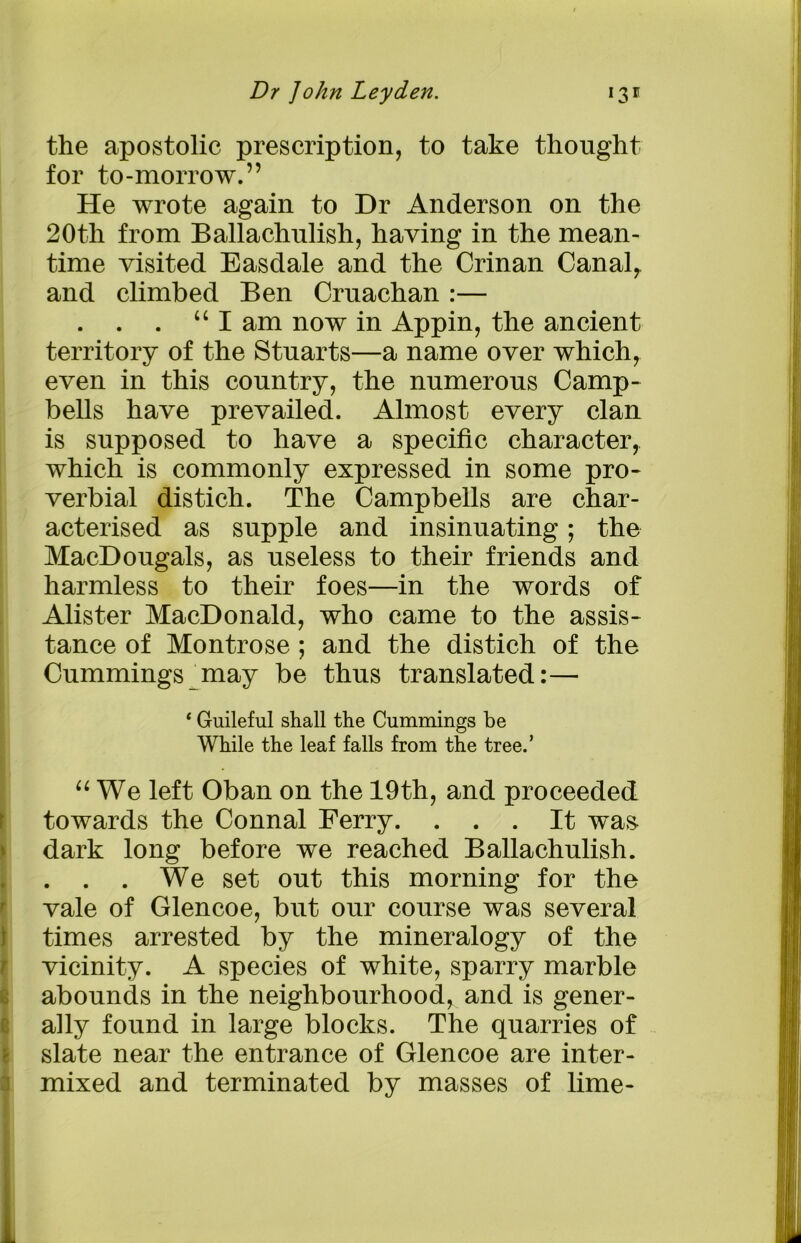 Dr John Leyden. 131
the apostolic prescription, to take thought
for to-morrow.”
He wrote again to Dr Anderson on the
20th from Ballachulish, having in the mean-
time visited Easdale and the Crinan Canal,
and climbed Ben Cruachan :—
. . . “ I am now in Appin, the ancient
territory of the Stuarts—a name over which,
even in this country, the numerous Camp-
bells have prevailed. Almost every clan
is supposed to have a specific character,
which is commonly expressed in some pro-
verbial distich. The Campbells are char-
acterised as supple and insinuating ; the
MacDougals, as useless to their friends and
harmless to their foes—in the words of
Alister MacDonald, who came to the assis-
tance of Montrose ; and the distich of the
Cummings may be thus translated:—
‘ Guileful shall the Cummings be
While the leaf falls from the tree.’
“ We left Oban on the 19th, and proceeded
towards the Connal Ferry. . . . It was
dark long before we reached Ballachulish.
. . . We set out this morning for the
vale of Glencoe, but our course was several
times arrested by the mineralogy of the
vicinity. A species of white, sparry marble
abounds in the neighbourhood, and is gener-
ally found in large blocks. The quarries of
slate near the entrance of Glencoe are inter-
mixed and terminated by masses of lime-